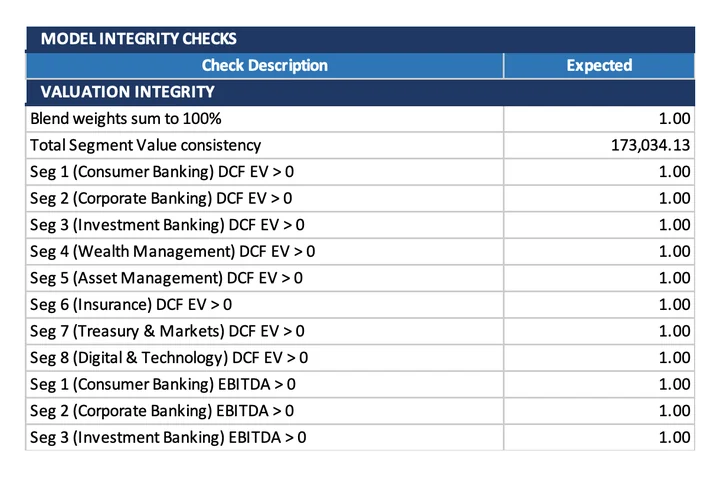 MODEL INTEGRITY CHECKS
Check Description Expected
VALUATION INTEGRITY
Blend weights sum to 100% 1.00
Total Segment Value consistency 173,034.13
Seg 1 (Consumer Banking) DCF EV > 0 1.00
Seg 2 (Corporate Banking) DCF EV > 0 1.00
Seg 3 (Investment Banking) DCF EV > 0 1.00
Seg 4 (Wealth Management) DCF EV > 0 1.00
Seg 5 (Asset Management) DCF EV > 0 1.00
Seg 6 (Insurance) DCF EV > 0 1.00
Seg 7 (Treasury & Markets) DCF EV > 0 1.00
Seg 8 (Digital & Technology) DCF EV > 0 1.00
Seg 1 (Consumer Banking) EBITDA > 0 1.00
Seg 2 (Corporate Banking) EBITDA > 0 1.00
Seg 3 (Investment Banking) EBITDA > 0 1.00